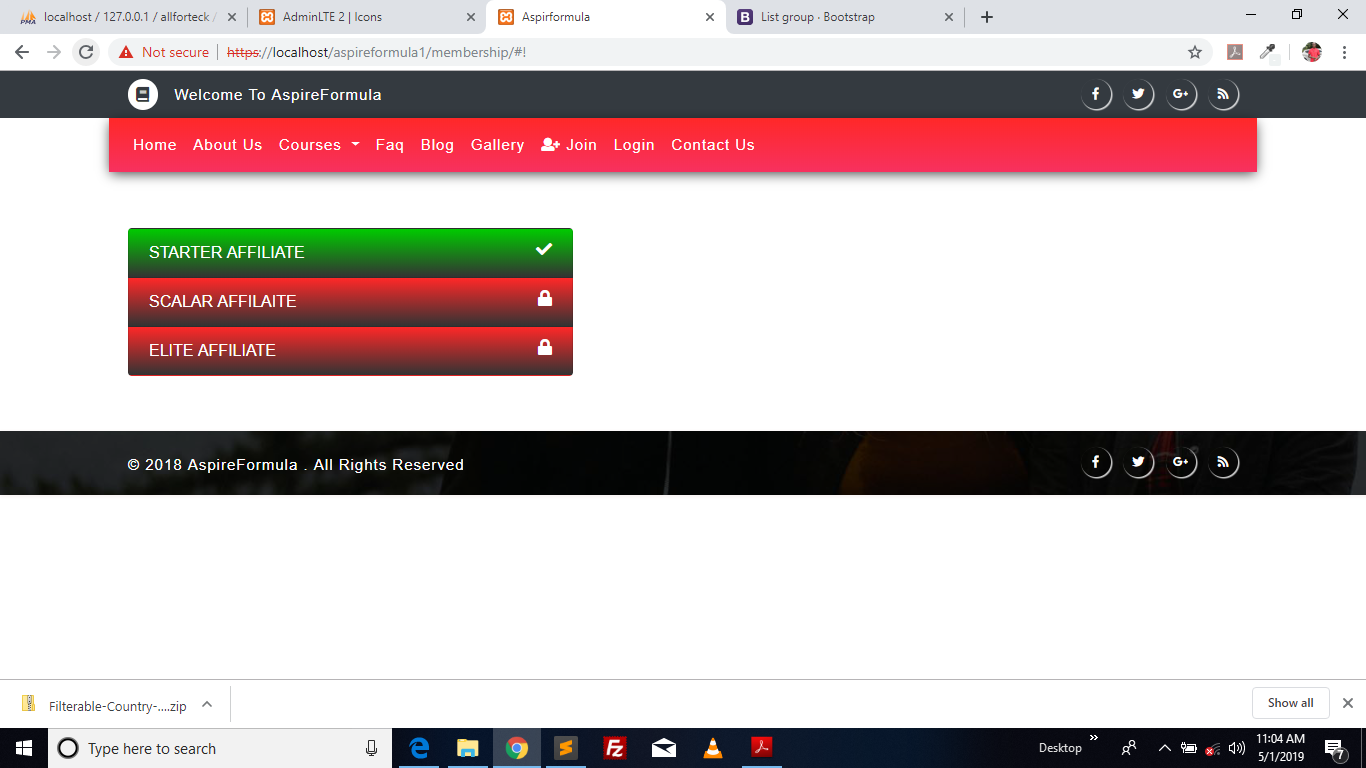 localhost / 127.0.0.1 / allforteck /
AdminLTE 2 | Icons
Aspirformula
List group · Bootstrap
Not secure
https://localhost/aspireformula1/membership/#!
Welcome To AspireFormula
Home About Us Courses Faq Blog Gallery Join Login Contact Us
STARTER AFFILIATE
SCALAR AFFILAITE
ELITE AFFILIATE
© 2018 AspireFormula . All Rights Reserved
Filterable-Country-....zip
Show all
Type here to search
Desktop
11:04 AM
5/1/2019
7